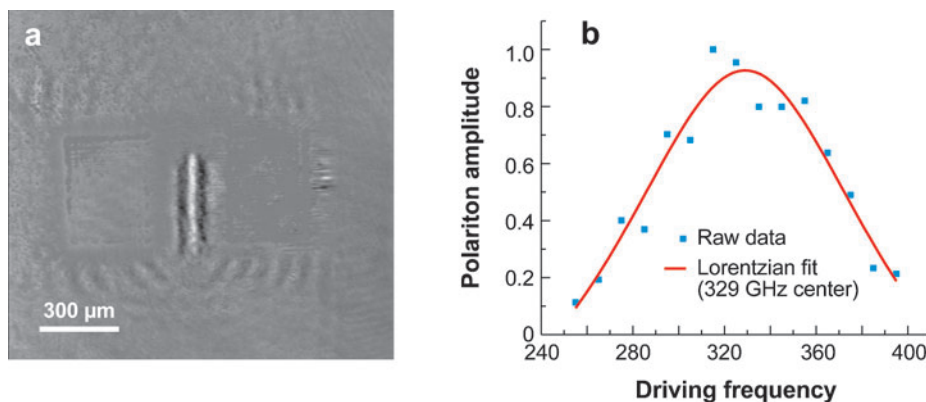 a
300 µm
b
Polariton amplitude
1.0
0.8
0.6
0.4
0.2
0
Raw data
Lorentzian fit
(329 GHz center)
240 280 320 360 400
Driving frequency